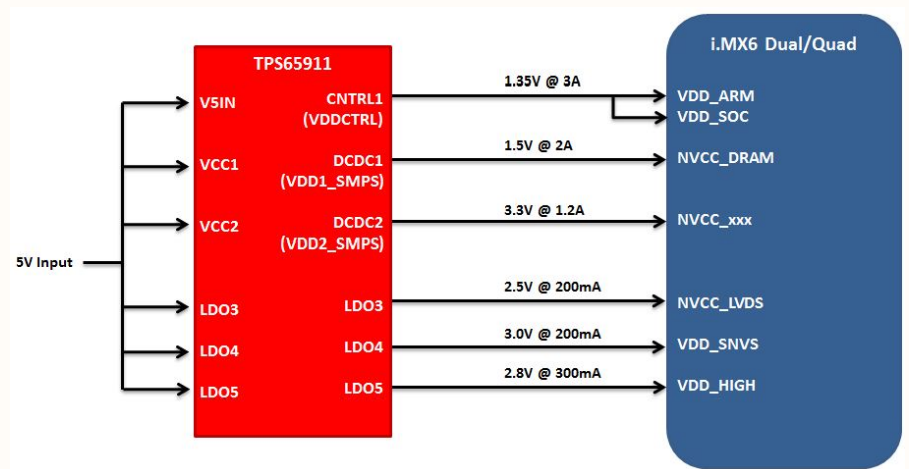 i.MX6 Dual/Quad
TPS65911
5V Input
V5IN
VCC1
VCC2
LDO3
LDO4
LDO5
CNTRL1
(VDDCTRL)
DCDC1
(VDD1_SMPS)
DCDC2
(VDD2_SMPS)
LDO3
LDO4
LDO5
1.35V @ 3A
1.5V @ 2A
3.3V @ 1.2A
2.5V @ 200mA
3.0V @ 200mA
2.8V @ 300mA
VDD_ARM
VDD_SOC
NVCC_DRAM
NVCC_xxx
NVCC_LVDS
VDD_SNVS
VDD_HIGH